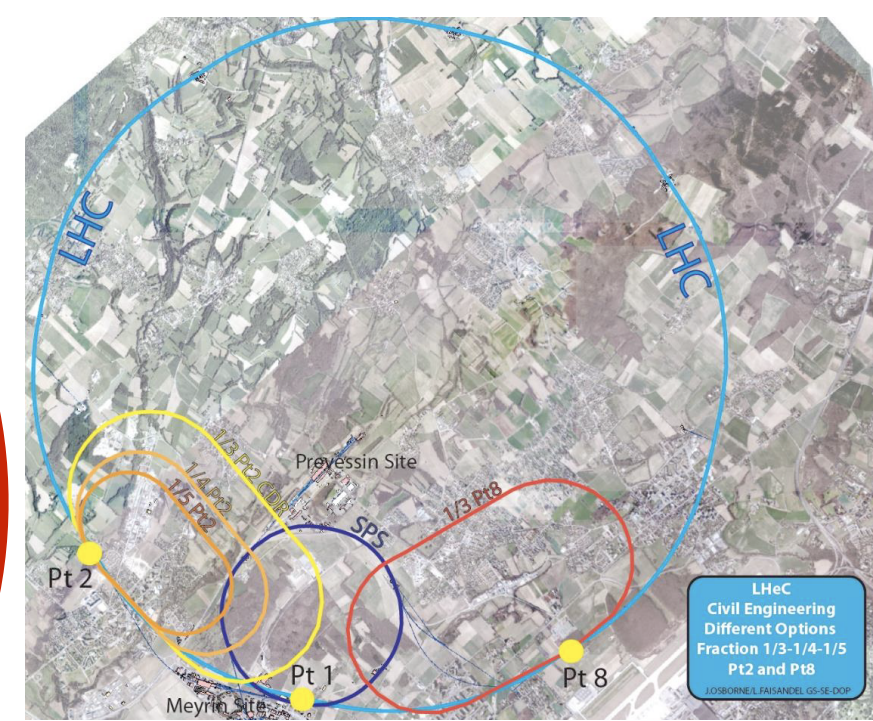 LHC
LHC
1/3 Pt2 CDR
1/4 Pt2
1/5 Pt2
Prevessin Site
SPS
1/3 Pt8
Pt 2
Pt 1
Pt 8
Meyrin Site
LHeC
Civil Engineering
Different Options
Fraction 1/3-1/4-1/5
Pt2 and Pt8
J.OSBORNE/L.FAISANDEL GS-SE-DOP